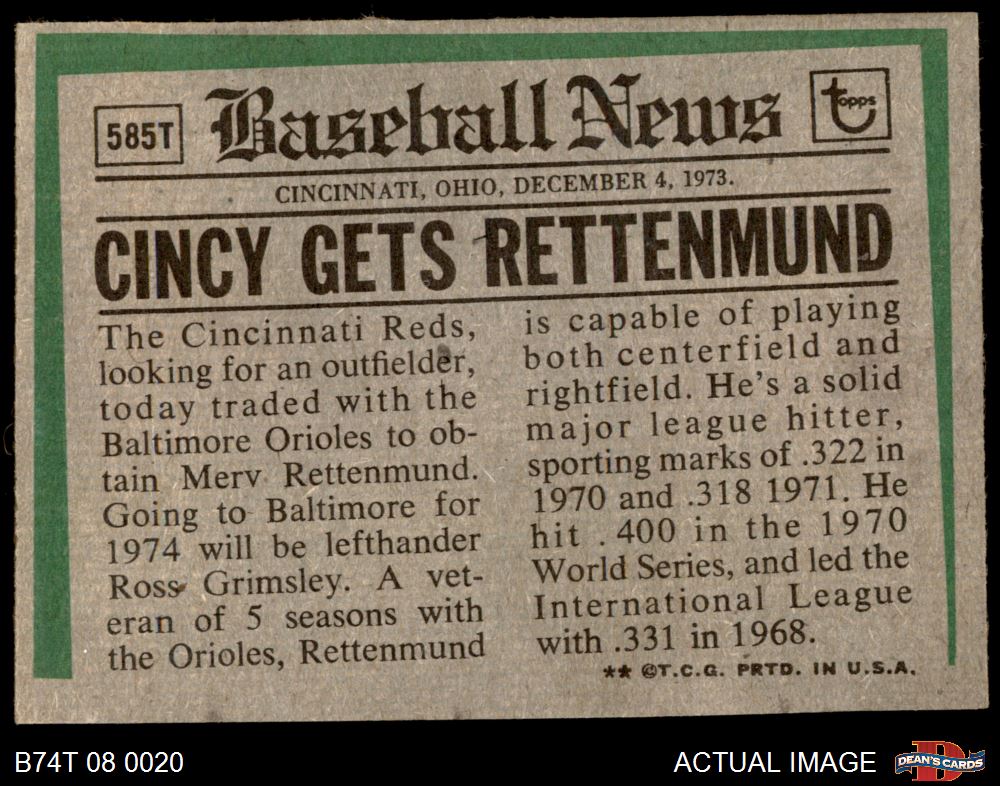 585T
Baseball News
topps
CINCINNATI, OHIO, DECEMBER 4, 1973.
CINCY GETS RETTENMUND
The Cincinnati Reds,
looking for an outfielder,
today traded with the
Baltimore Orioles to ob-
tain Merv Rettenmund.
Going to Baltimore for
1974 will be lefthander
Ross Grimsley. A vet-
eran of 5 seasons with
the Orioles, Rettenmund
is capable of playing
both centerfield and
rightfield. He's a solid
major league hitter,
sporting marks of .322 in
1970 and .318 1971. He
hit .400 in the 1970
World Series, and led the
International League
with .331 in 1968.
** ©T.C.G. PRTD. IN U.S.A.
B74T 08 0020
ACTUAL IMAGE
D
DEAN'S CARDS